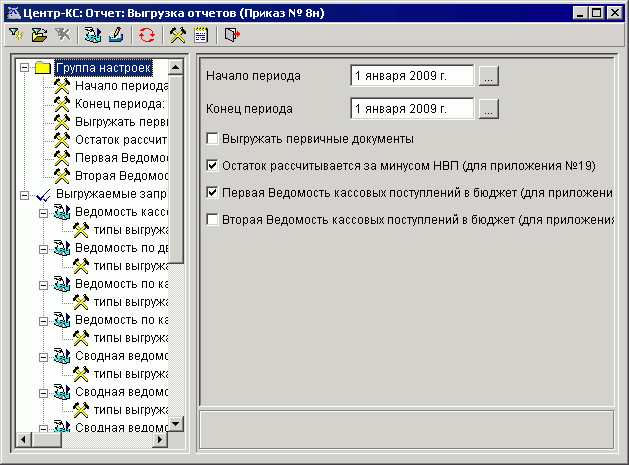 Центр-КС: Отчет: Выгрузка отчетов (Приказ № 8н)
Группа настроек
Начало периода
Конец периода:
Выгружать перви
Остаток рассчит
Первая Ведомос
Вторая Ведомос
Выгружаемые запр
Ведомость кассо
типы выгружа
Ведомость по дв
типы выгружа
Ведомость по ка
типы выгружа
Ведомость по ка
типы выгружа
Сводная ведомо
типы выгружа
Сводная ведомо
типы выгружа
Сводная ведомо
Начало периода 1 января 2009 г. ...
Конец периода 1 января 2009 г. ...
Выгружать первичные документы
Остаток рассчитывается за минусом НВП (для приложения №19)
Первая Ведомость кассовых поступлений в бюджет (для приложени
Вторая Ведомость кассовых поступлений в бюджет (для приложения